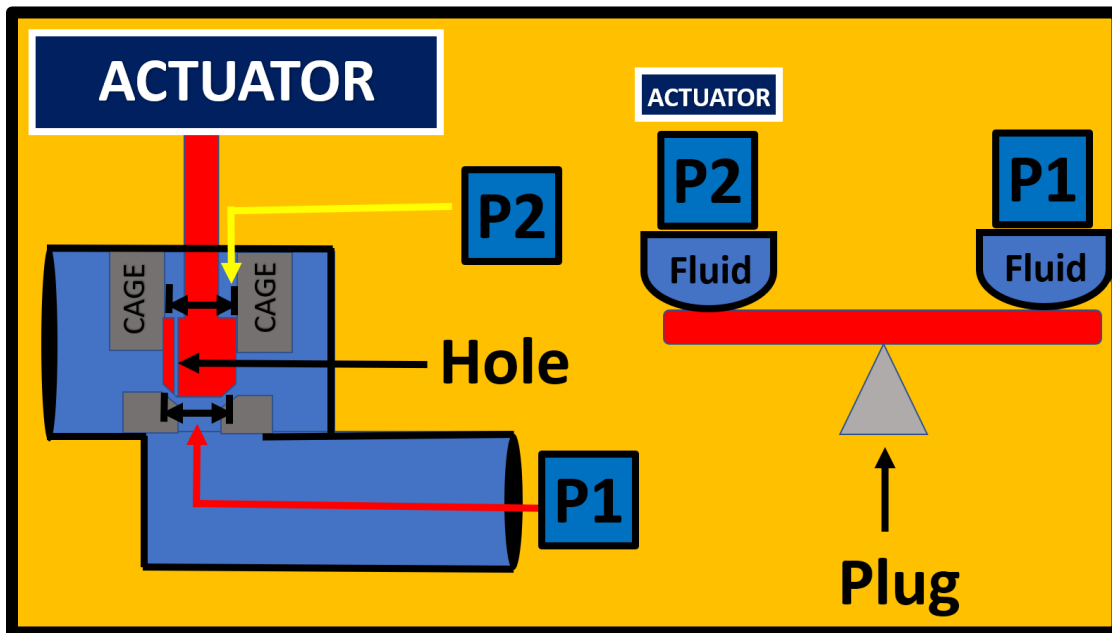 ACTUATOR
P2
CAGE
CAGE
Hole
P1
ACTUATOR
P2
P1
Fluid
Fluid
Plug